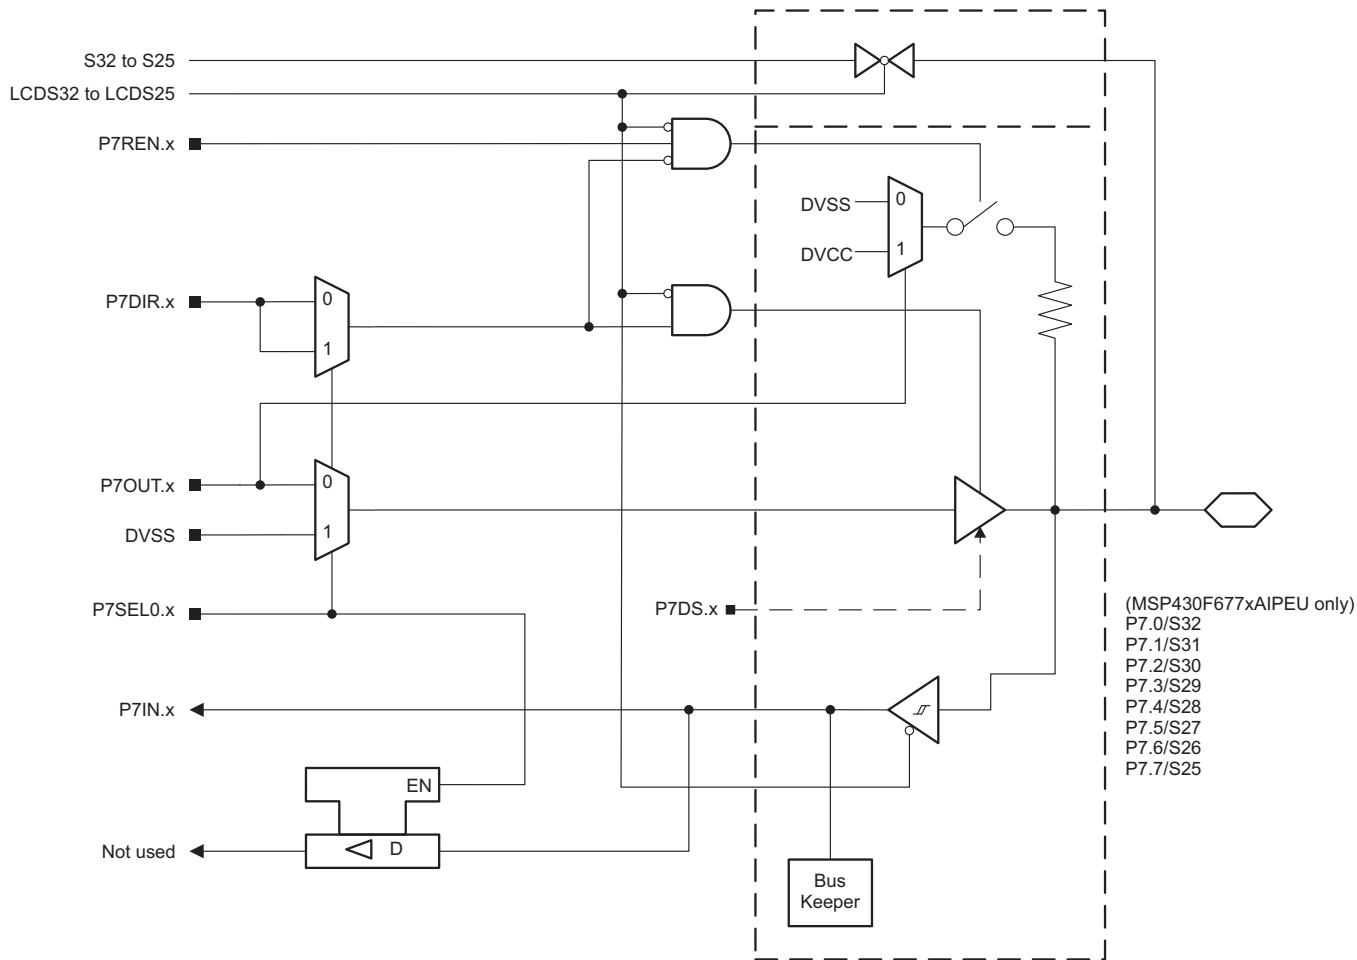 S32 to S25
LCDS32 to LCDS25
P7REN.x
DVSS
0
DVCC
1
P7DIR.x
0
1
P7OUT.x
0
DVSS
1
P7SEL0.x
P7DS.x
(MSP430F677xAIPEU only)
P7.0/S32
P7.1/S31
P7.2/S30
P7.3/S29
P7.4/S28
P7.5/S27
P7.6/S26
P7.7/S25
P7IN.x
EN
Not used
D
Bus
Keeper